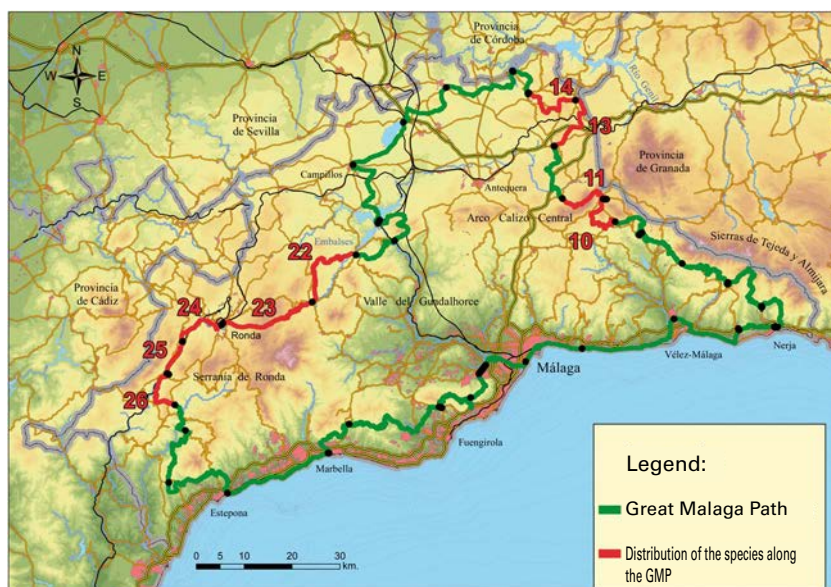 Provincia
de Córdoba
N
W E
S
Río Genil
14
Provincia
de Sevilla
13
Provincia
de Granada
Campillos
Antequera
11
Arco Calizo Central
10
Sierras de Tejeda y Almijara
Embalses
22
Provincia
de Cádiz
24
23
Valle del Guadalhorce
Ronda
25
Nerja
Vélez-Málaga
Málaga
Serranía de Ronda
26
Fuengirola
Marbella
Estepona
0 5 10 20 30
km.
Legend:
Great Malaga Path
Distribution of the species along
the GMP